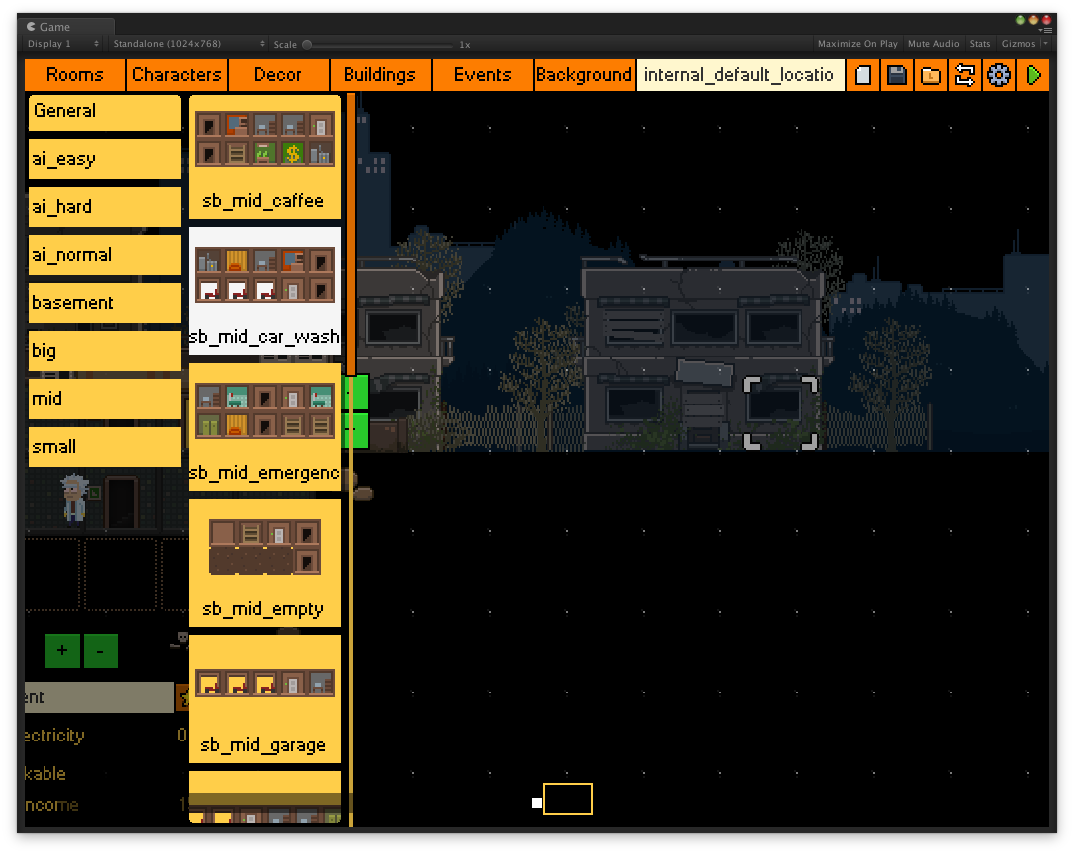 Game
Display 1 Standalone (1024x768) Scale 1x Maximize On Play Mute Audio Stats Gizmos
Rooms Characters Decor Buildings Events Background internal_default_locatio
General
ai_easy
ai_hard
ai_normal
basement
big
mid
small
sb_mid_caffee
sb_mid_car_wash
sb_mid_emergenc
sb_mid_empty
sb_mid_garage
+ -
ent
ectricity 0
kable
ncome 1